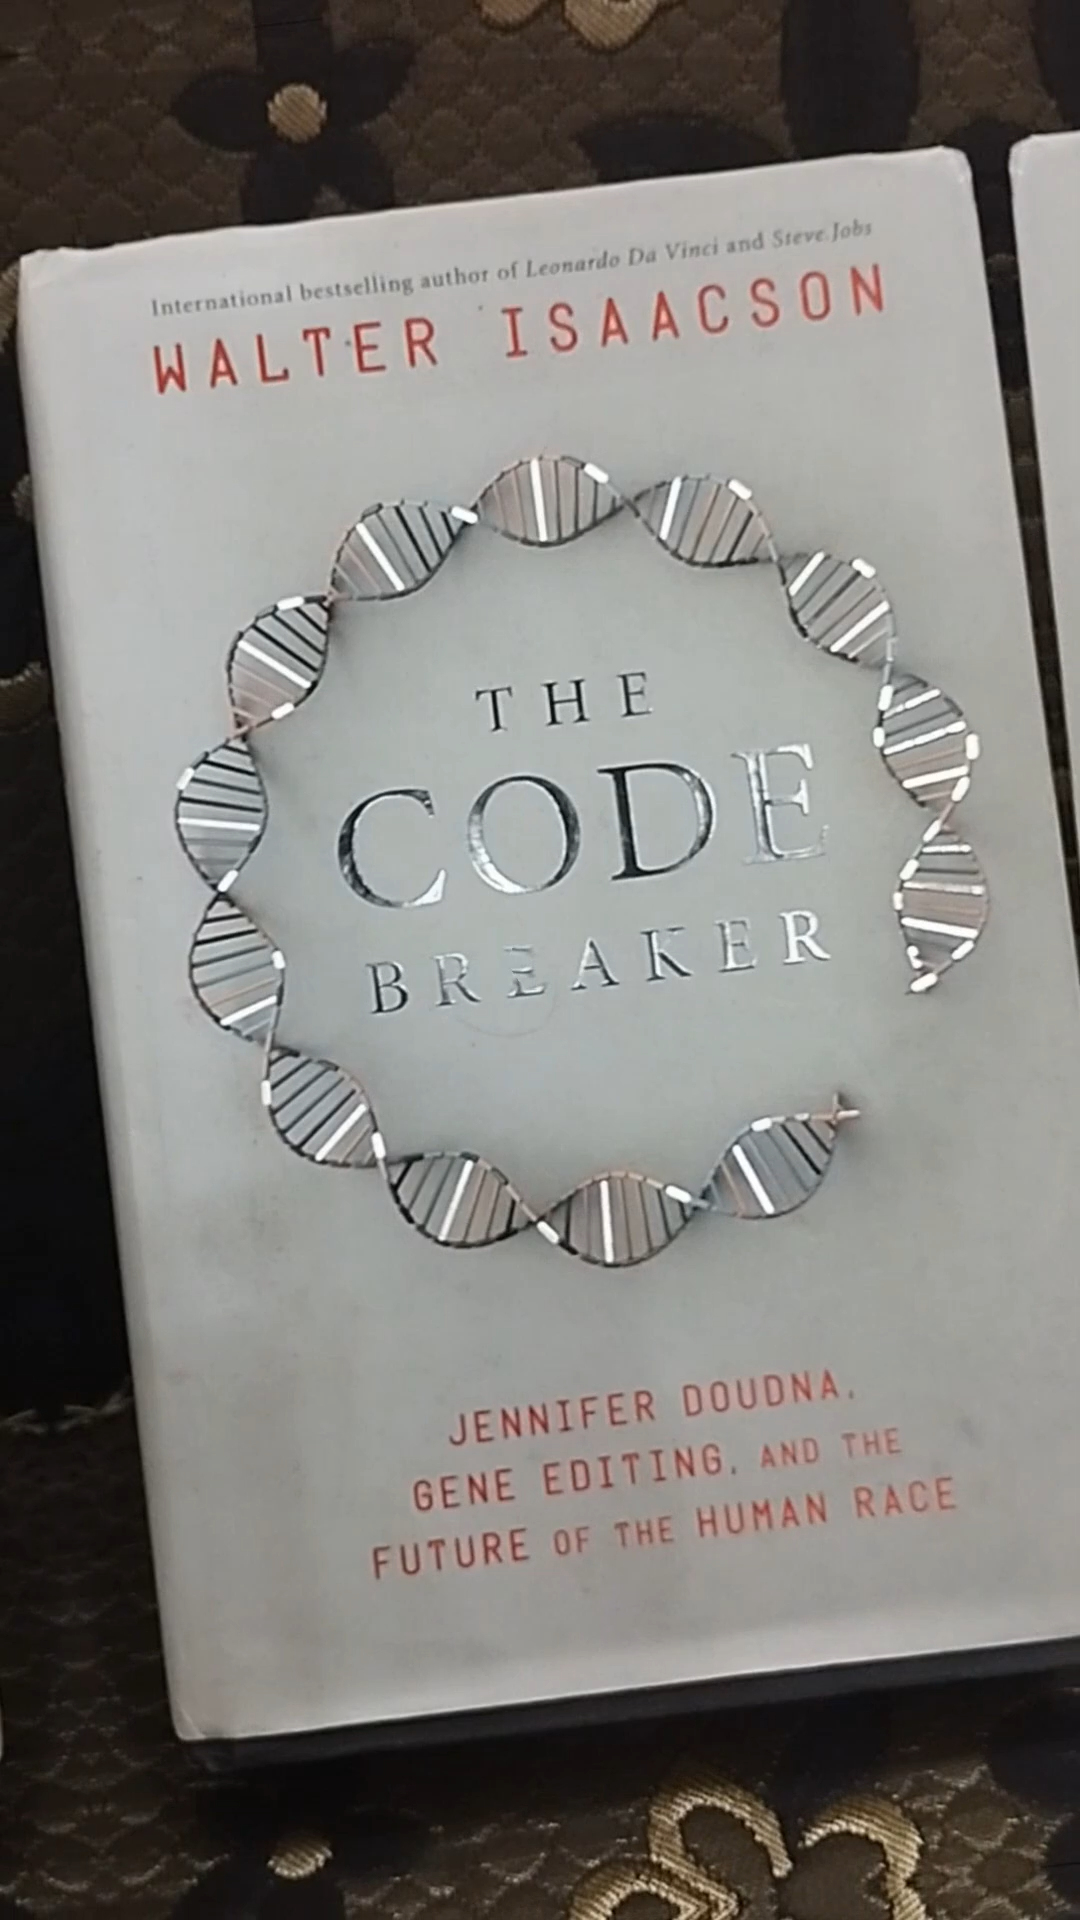 International bestselling author of Leonardo Da Vinci and Steve Jobs
WALTER ISAACSON
THE
CODE
BREAKER
JENNIFER DOUDNA,
GENE EDITING, AND THE
FUTURE OF THE HUMAN RACE